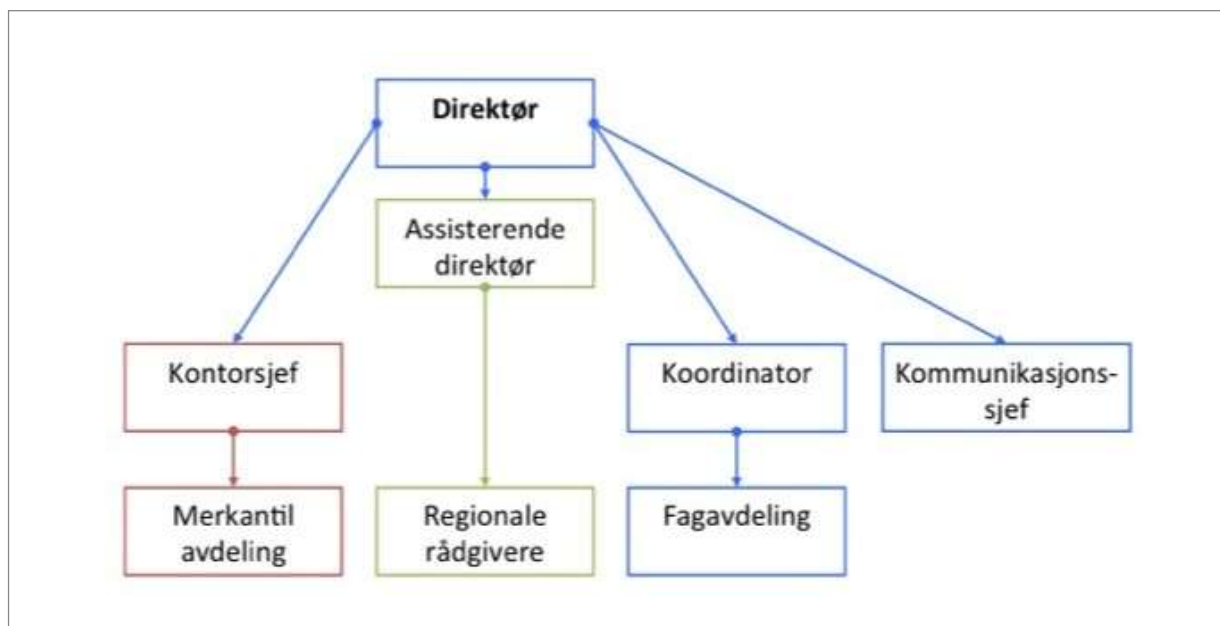 Direktør
Assisterende
direktør
Kontorsjef
Koordinator
Kommunikasjons-
sjef
Merkantil
avdeling
Regionale
rådgivere
Fagavdeling